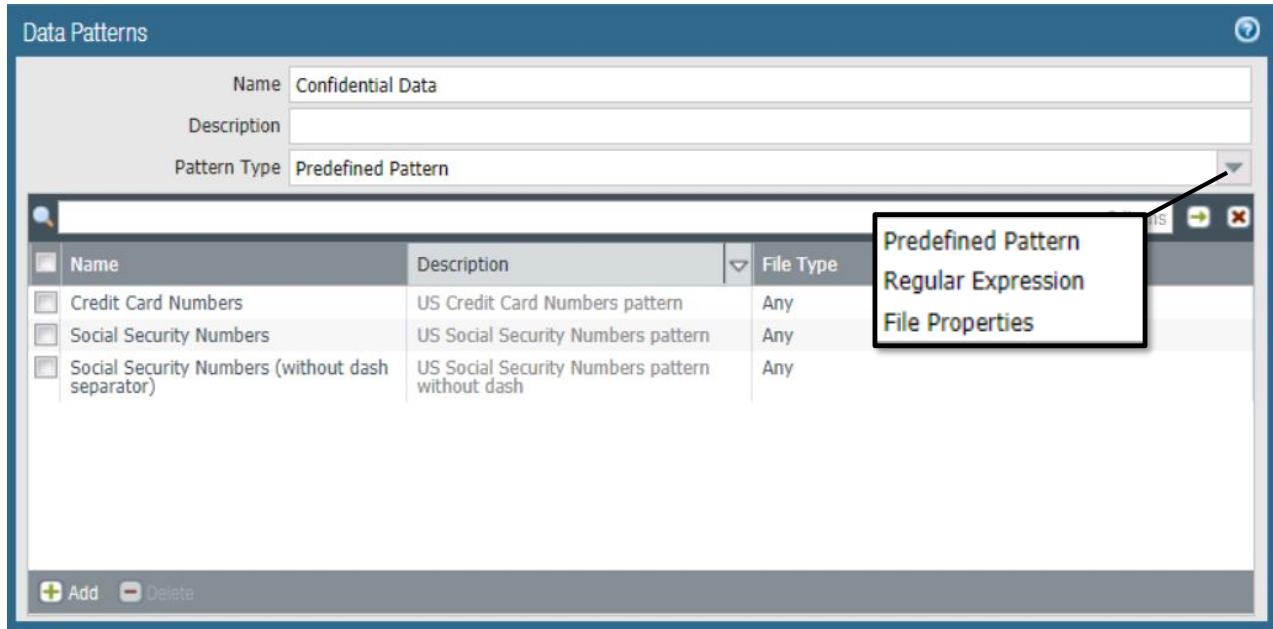 Data Patterns
Name Confidential Data
Description
Pattern Type Predefined Pattern
Predefined Pattern
Regular Expression
File Properties
Name Description File Type
Credit Card Numbers US Credit Card Numbers pattern Any
Social Security Numbers US Social Security Numbers pattern Any
Social Security Numbers (without dash US Social Security Numbers pattern Any
separator) without dash
Add Delete